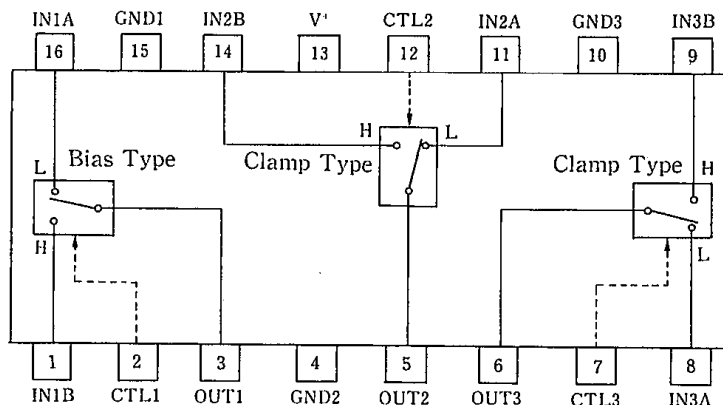 IN1A GND1 IN2B V+ CTL2 IN2A GND3 IN3B
16 15 14 13 12 11 10 9
H L
L Bias Type Clamp Type Clamp Type H
H L
1 2 3 4 5 6 7 8
IN1B CTL1 OUT1 GND2 OUT2 OUT3 CTL3 IN3A